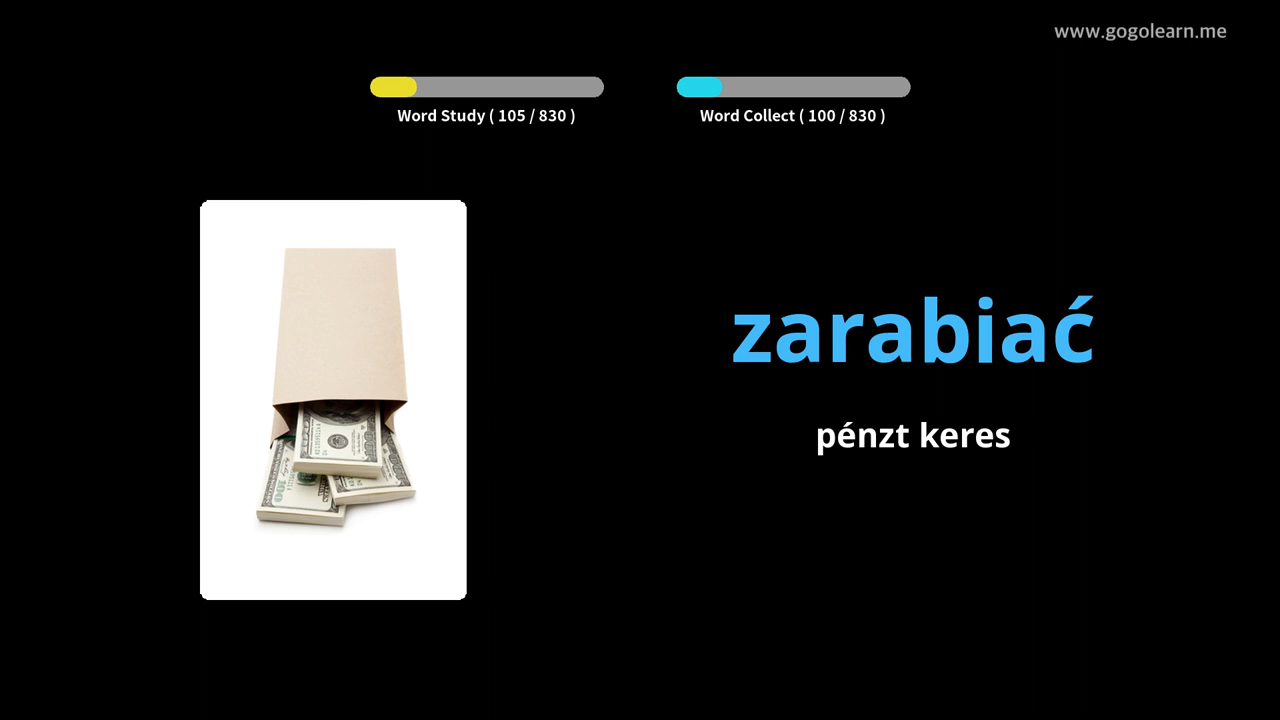 www.gogolearn.me
Word Study ( 105 / 830 )
Word Collect ( 100 / 830 )
zarabiać
pénzt keres